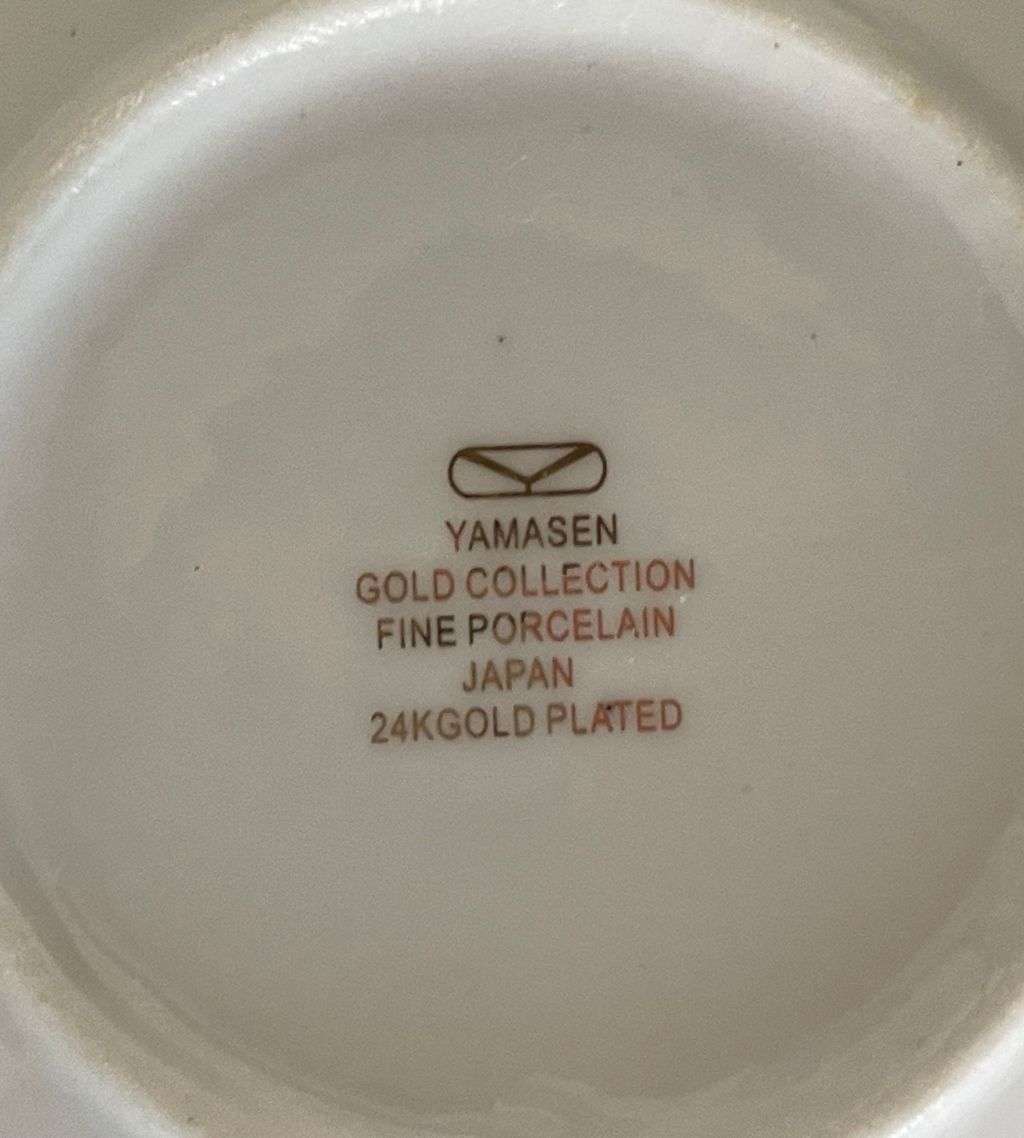 YAMASEN
GOLD COLLECTION
FINE PORCELAIN
JAPAN
24KGOLD PLATED